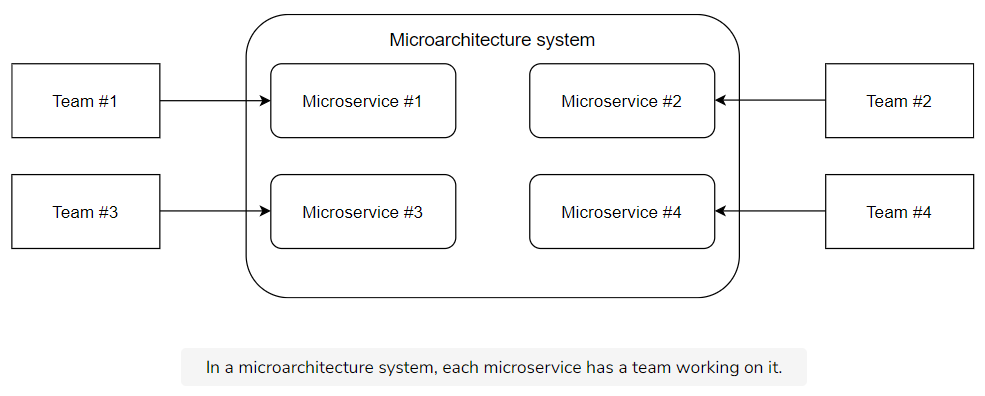 Microarchitecture system
Team #1
Microservice #1
Microservice #2
Team #2
Team #3
Microservice #3
Microservice #4
Team #4
In a microarchitecture system, each microservice has a team working on it.